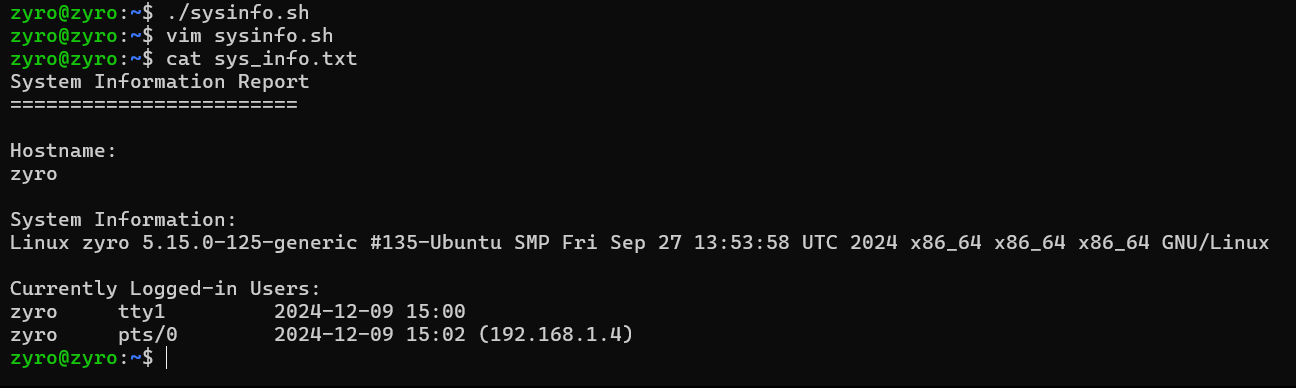 zyro@zyro:~$ ./sysinfo.sh
zyro@zyro:~$ vim sysinfo.sh
zyro@zyro:~$ cat sys_info.txt
System Information Report
========================
Hostname:
zyro
System Information:
Linux zyro 5.15.0-125-generic #135-Ubuntu SMP Fri Sep 27 13:53:58 UTC 2024 x86_64 x86_64 x86_64 GNU/Linux
Currently Logged-in Users:
zyro     tty1         2024-12-09 15:00
zyro     pts/0        2024-12-09 15:02 (192.168.1.4)
zyro@zyro:~$